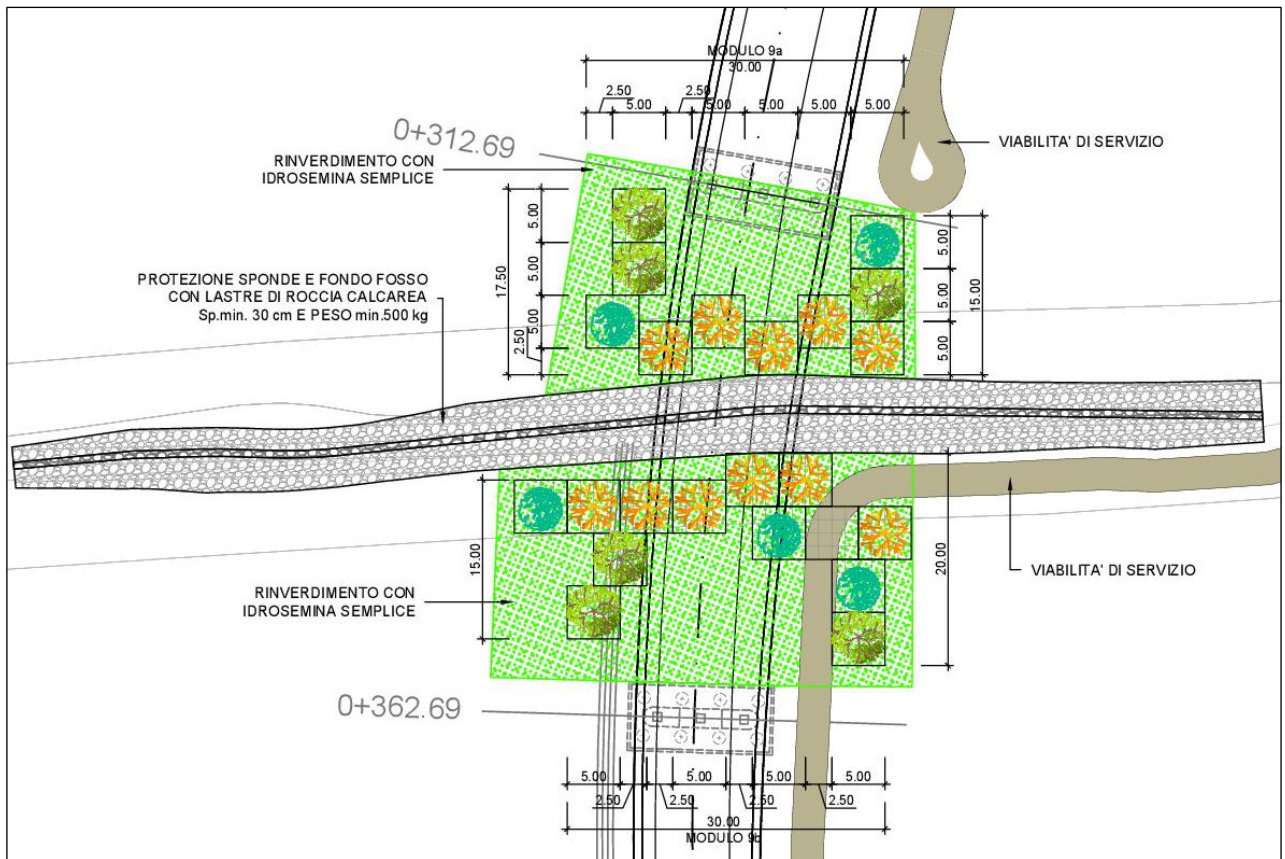 MODULO 9a
30.00
2.50 2.50
5.00 5.00 5.00 5.00 5.00
0+312.69
VIABILITA' DI SERVIZIO
RINVERDIMENTO CON
IDROSEMINA SEMPLICE
17.50
5.00
5.00
5.00
2.50
5.00
5.00
5.00
15.00
PROTEZIONE SPONDE E FONDO FOSSO
CON LASTRE DI ROCCIA CALCAREA
Sp.min. 30 cm E PESO min.500 kg
15.00
20.00
VIABILITA' DI SERVIZIO
RINVERDIMENTO CON
IDROSEMINA SEMPLICE
0+362.69
5.00 5.00 5.00 5.00
2.50 2.50 2.50
30.00
MODULO 9b